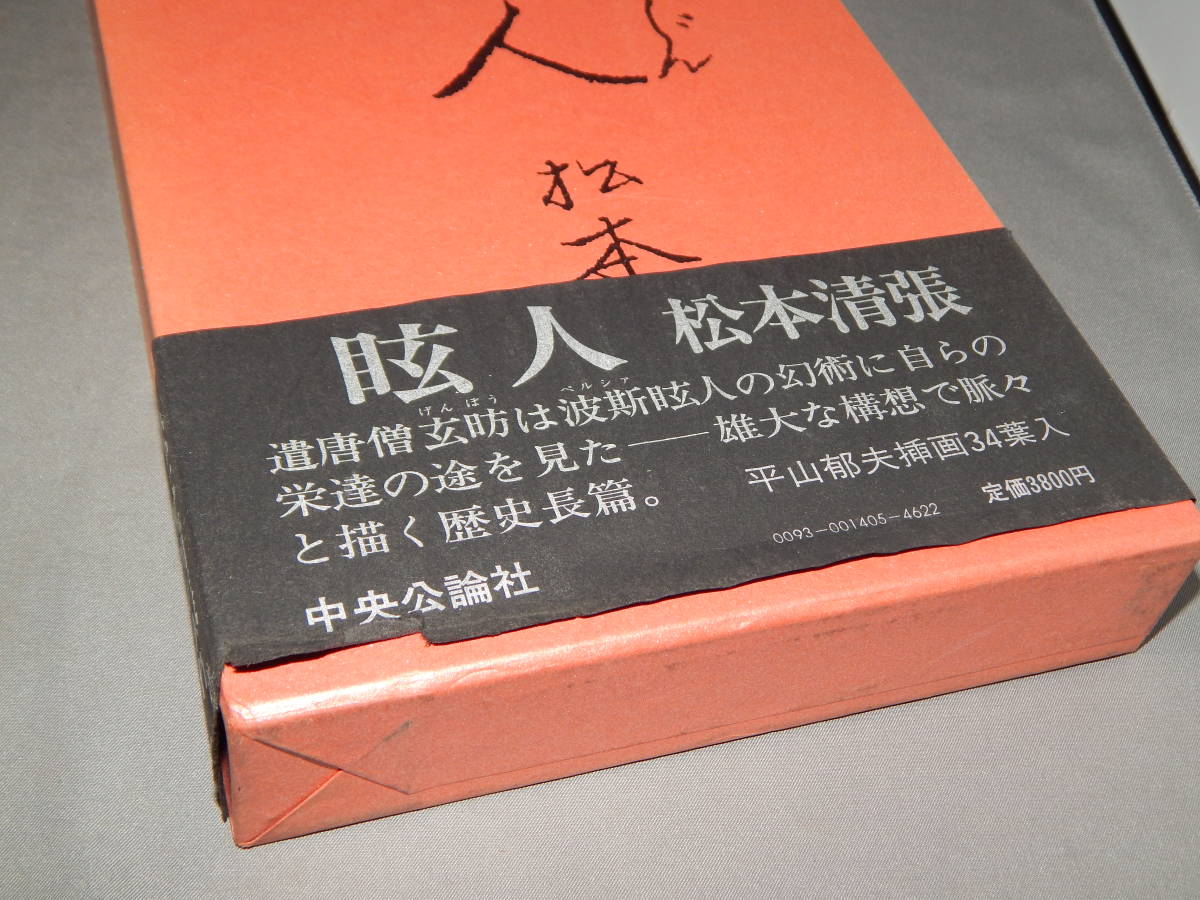 人
じん
松
本
眩人 松本清張
遣唐僧玄昉は波斯眩人の幻術に自らの
げんぼう
ペルシア
栄達の途を見た——雄大な構想で脈々
と描く歴史長篇。
平山郁夫挿画34葉入
0093-001405-4622
定価3800円
中央公論社